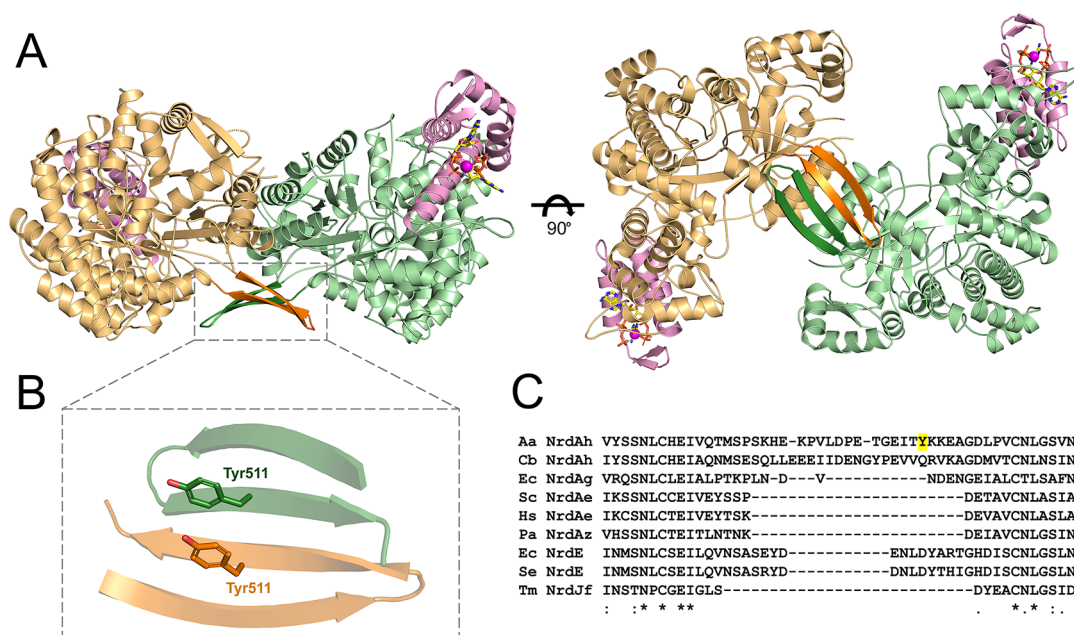 A
90°
B
Tyr511
Tyr511
C
Aa NrdAh VYSSNLCHEIVQTMSPSKHE-KPVLDPE-TGEITYKKEAGDLPVCNLGSVN
Cb NrdAh IYSSNLCHEIAQNMSESQLLEEEIIDENGYPEVVQRVKAGDMVTCNLNSIN
Ec NrdAg VRQSNLCLEIALPTKPLN-D---V---------NDENGEIALCTLSAFN
Sc NrdAe IKSSNLCCEIVEYSSP----------------------DETAVCNLASIA
Hs NrdAe IKCSNLCTEIVEYTSK----------------------DEVAVCNLASLA
Pa NrdAz VHSSNLCTEITLNTNK----------------------DEIAVCNLGSVN
Ec NrdE INMSNLCSEILQVNSASEYD-----------ENLDYARTGHDISCNLGSLN
Se NrdE INMSNLCSEILQVNSASRYD-----------DNLDYTHIGHDISCNLGSLN
Tm NrdJf INSTNPCGEIGLS--------------------------DYEACNLGSID
: :* * ** . *.* :.